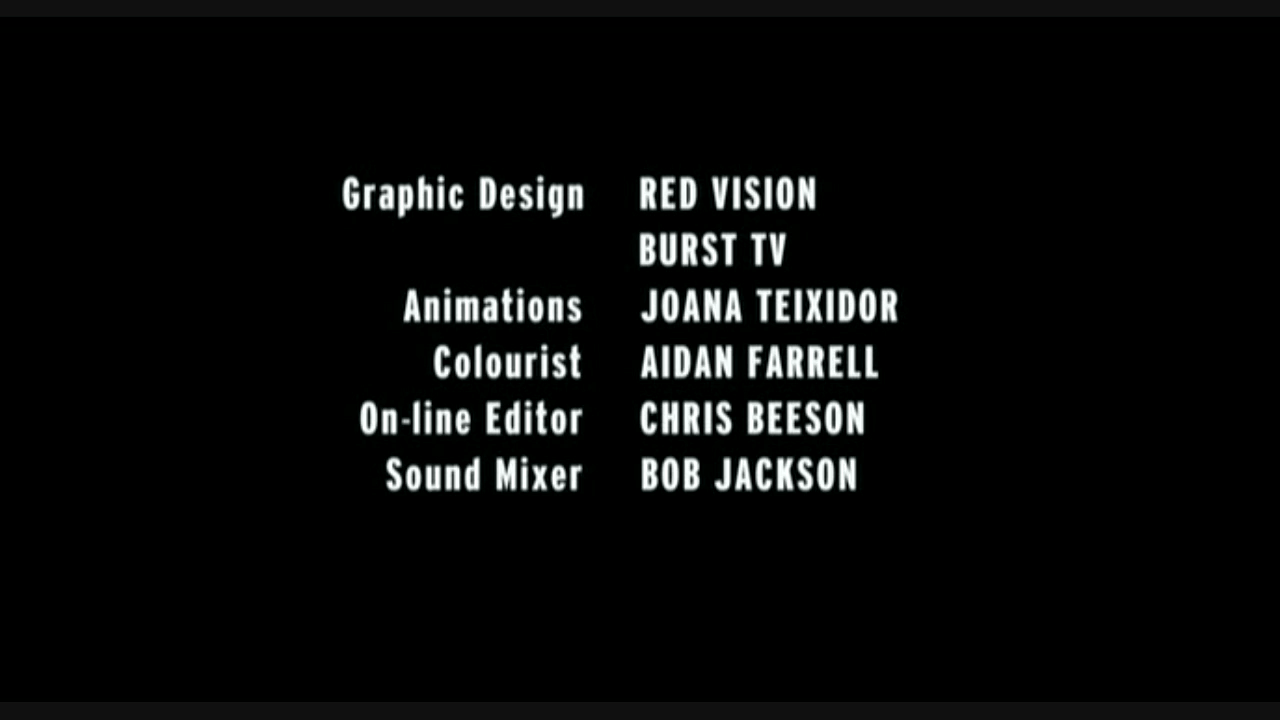 Graphic Design RED VISION
BURST TV
Animations JOANA TEIXIDOR
Colourist AIDAN FARRELL
On-line Editor CHRIS BEESON
Sound Mixer BOB JACKSON